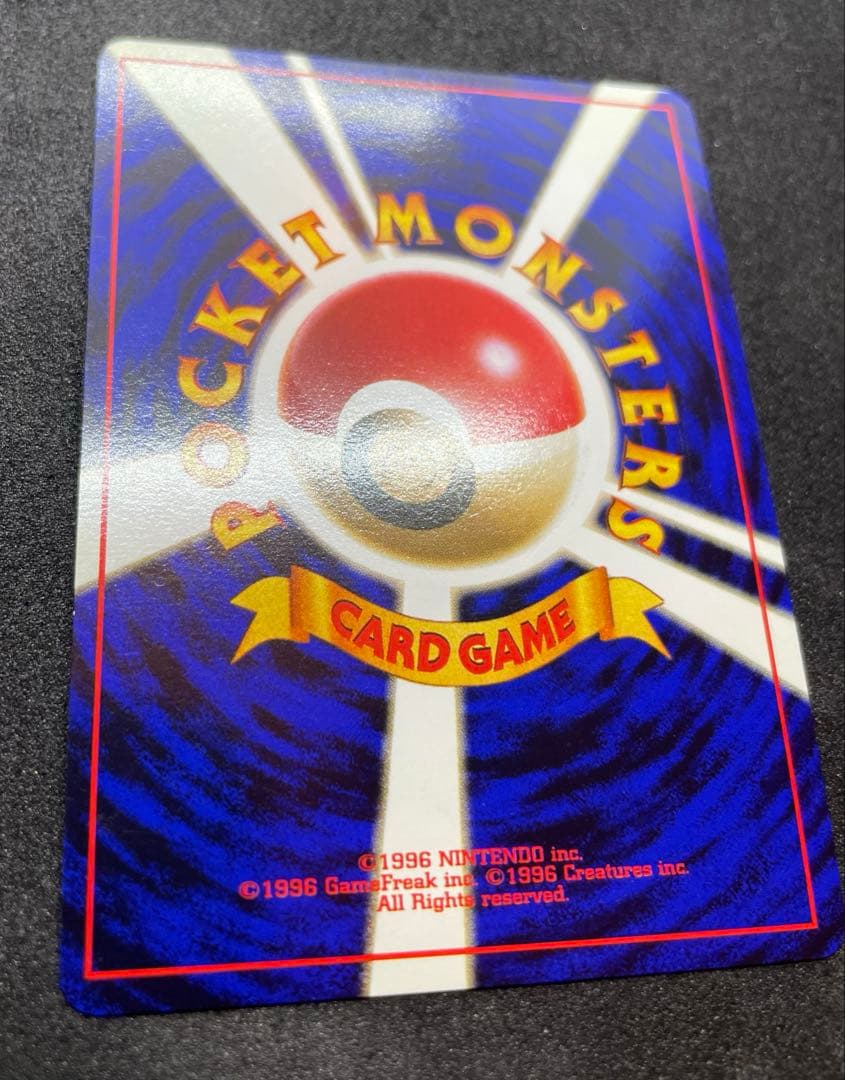 POCKET MONSTERS
CARD GAME
©1996 NINTENDO inc.
©1996 GameFreak inc. ©1996 Creatures inc.
All Rights reserved.